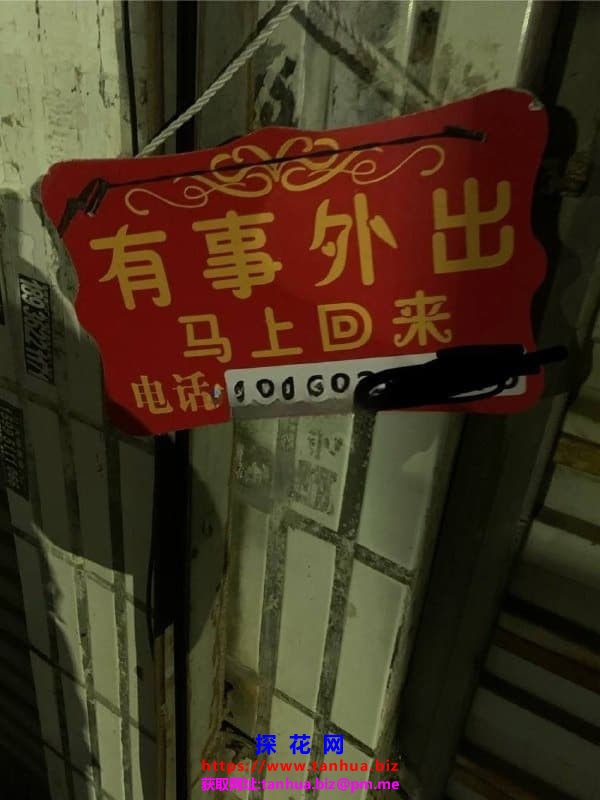 有事外出
马上回来
电话:
探花网
https://www.tanhua.biz
获取网址-tanhua.biz@pm.me